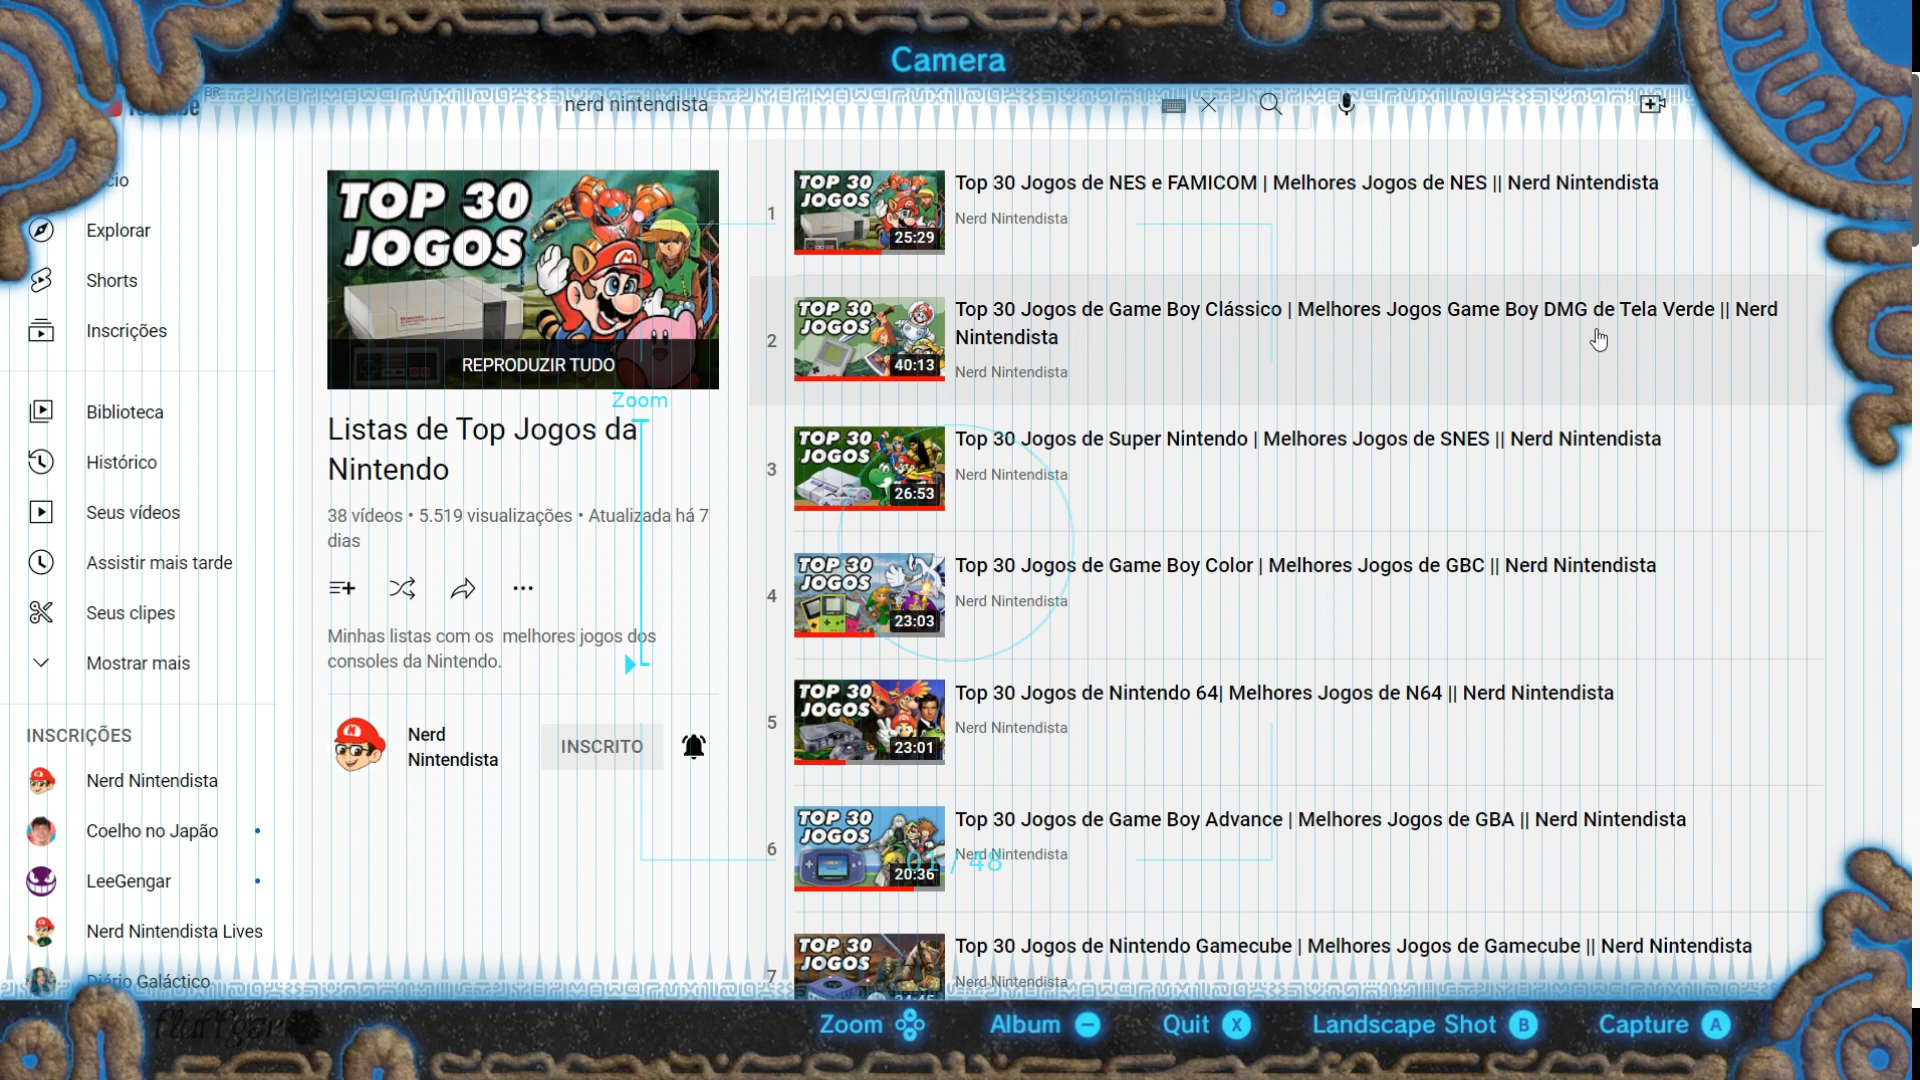 Camera
BR
nerd nintendista
Explorar
Shorts
Inscrições
Biblioteca
Histórico
Seus vídeos
Assistir mais tarde
Seus clipes
Mostrar mais
INSCRIÇÕES
Nerd Nintendista
Coelho no Japão
LeeGengar
Nerd Nintendista Lives
Diário Galáctico
TOP 30
JOGOS
REPRODUZIR TUDO
Zoom
Listas de Top Jogos da
Nintendo
38 vídeos • 5.519 visualizações • Atualizada há 7
dias
Minhas listas com os melhores jogos dos
consoles da Nintendo.
Nerd
Nintendista
INSCRITO
1
TOP 30
JOGOS
25:29
Top 30 Jogos de NES e FAMICOM | Melhores Jogos de NES || Nerd Nintendista
Nerd Nintendista
2
TOP 30
JOGOS
40:13
Top 30 Jogos de Game Boy Clássico | Melhores Jogos Game Boy DMG de Tela Verde || Nerd
Nintendista
Nerd Nintendista
3
TOP 30
JOGOS
26:53
Top 30 Jogos de Super Nintendo | Melhores Jogos de SNES || Nerd Nintendista
Nerd Nintendista
4
TOP 30
JOGOS
23:03
Top 30 Jogos de Game Boy Color | Melhores Jogos de GBC || Nerd Nintendista
Nerd Nintendista
5
TOP 30
JOGOS
23:01
Top 30 Jogos de Nintendo 64| Melhores Jogos de N64 || Nerd Nintendista
Nerd Nintendista
6
TOP 30
JOGOS
20:36
Top 30 Jogos de Game Boy Advance | Melhores Jogos de GBA || Nerd Nintendista
Nerd Nintendista
01 / 48
7
TOP 30
JOGOS
Top 30 Jogos de Nintendo Gamecube | Melhores Jogos de Gamecube || Nerd Nintendista
Nerd Nintendista
fluffgar
Zoom
Album
Quit X
Landscape Shot B
Capture A